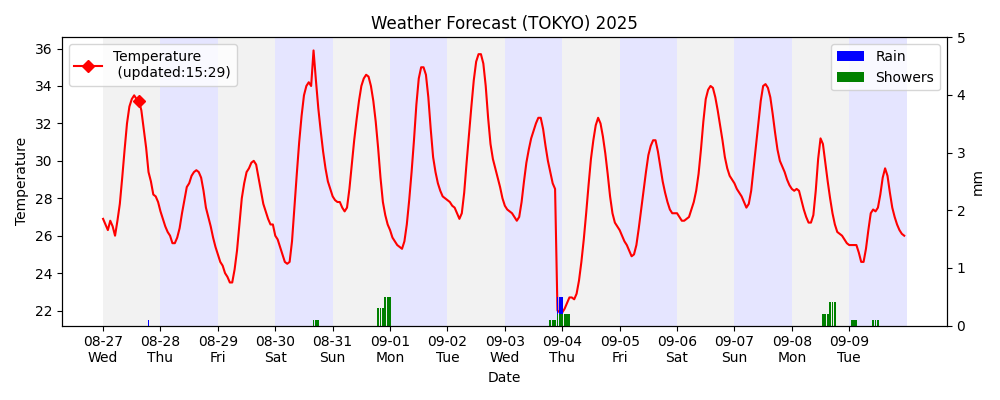 Weather Forecast (TOKYO) 2025
Temperature
(updated:15:29)
Rain
Showers
Temperature
36
34
32
30
28
26
24
22
5
4
3
2
1
0
mm
08-27 08-28 08-29 08-30 08-31 09-01 09-02 09-03 09-04 09-05 09-06 09-07 09-08 09-09
Wed Thu Fri Sat Sun Mon Tue Wed Thu Fri Sat Sun Mon Tue
Date